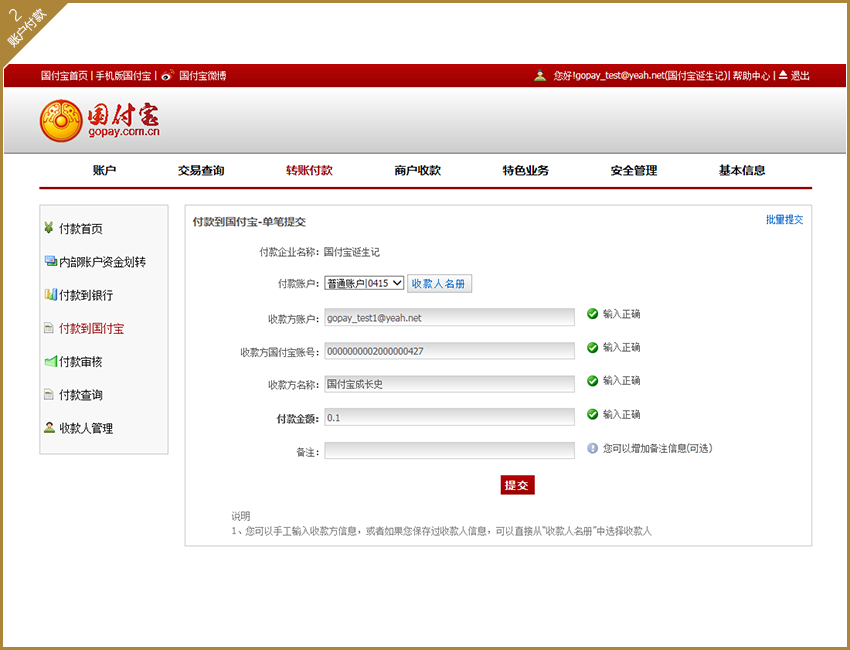 2
账户付款
国付宝首页 | 手机版国付宝 | 国付宝微博
您好!gopay_test@yeah.net(国付宝诞生记)| 帮助中心 | 退出
国付宝
gopay.com.cn
账户 交易查询 转账付款 商户收款 特色业务 安全管理 基本信息
付款首页
内部账户资金划转
付款到银行
付款到国付宝
付款审核
付款查询
收款人管理
付款到国付宝-单笔提交 批量提交
付款企业名称: 国付宝诞生记
付款账户: 普通账户|0415 收款人名册
收款方账户: gopay_test1@yeah.net 输入正确
收款方国付宝账号: 0000000002000000427 输入正确
收款方名称: 国付宝成长史 输入正确
付款金额: 0.1 输入正确
备注: 您可以增加备注信息(可选)
提交
说明
1、您可以手工输入收款方信息，或者如果您保存过收款人信息，可以直接从"收款人名册"中选择收款人